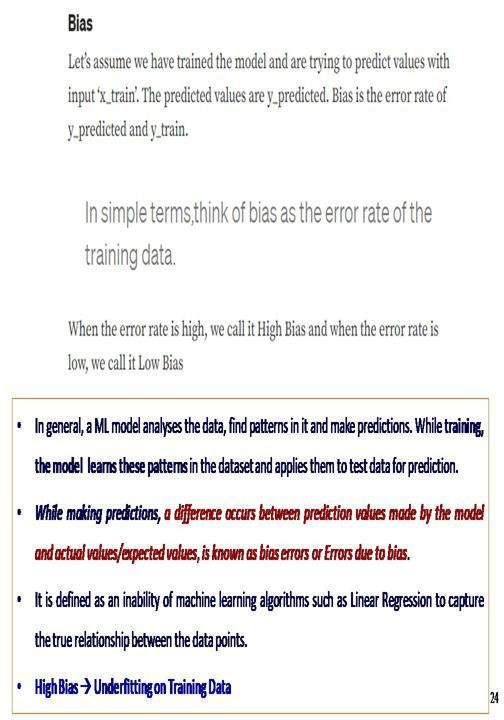 Bias
Let's assume we have trained the model and are trying to predict values with
input 'x_train'. The predicted values are y_predicted. Bias is the error rate of
y_predicted and y_train.
In simple terms,think of bias as the error rate of the
training data.
When the error rate is high, we call it High Bias and when the error rate is
low, we call it Low Bias
• In general, a ML model analyses the data, find patterns in it and make predictions. While training,
the model learns these patterns in the dataset and applies them to test data for prediction.
• While making predictions, a difference occurs between prediction values made by the model
and actual values/expected values, is known as bias errors or Errors due to bias.
• It is defined as an inability of machine learning algorithms such as Linear Regression to capture
the true relationship between the data points.
• High Bias → Underfitting on Training Data
24